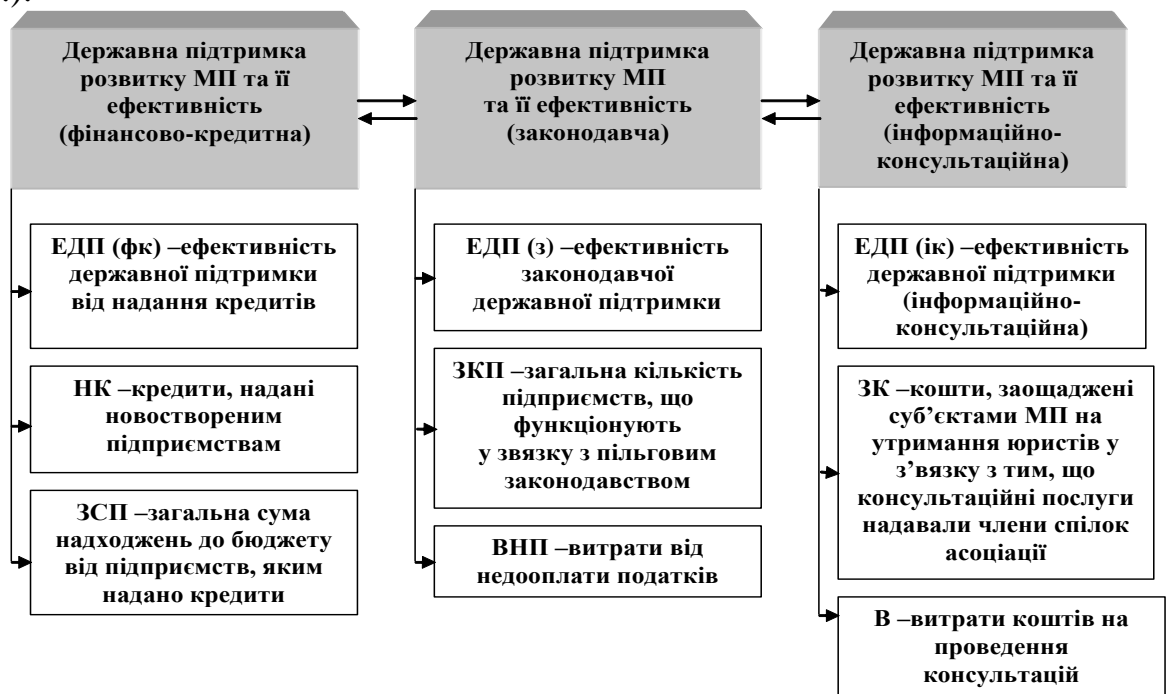 Державна підтримка
розвитку МП та її
ефективність
(фінансово-кредитна)
Державна підтримка
розвитку МП
та її ефективність
(законодавча)
Державна підтримка
розвитку МП та її
ефективність
(інформаційно-
консультаційна)
ЕДП (фк) –ефективність
державної підтримки
від надання кредитів
НК –кредити, надані
новоствореним
підприємствам
ЗСП –загальна сума
надходжень до бюджету
від підприємств, яким
надано кредити
ЕДП (з) –ефективність
законодавчої
державної підтримки
ЗКП –загальна кількість
підприємств, що
функціонують
у звязку з пільговим
законодавством
ВНП –витрати від
недооплати податків
ЕДП (ік) –ефективність
державної підтримки
(інформаційно-
консультаційна)
ЗК –кошти, заощаджені
суб’єктами МП на
утримання юристів у
з’вязку з тим, що
консультаційні послуги
надавали члени спілок
асоціації
В –витрати коштів на
проведення
консультацій